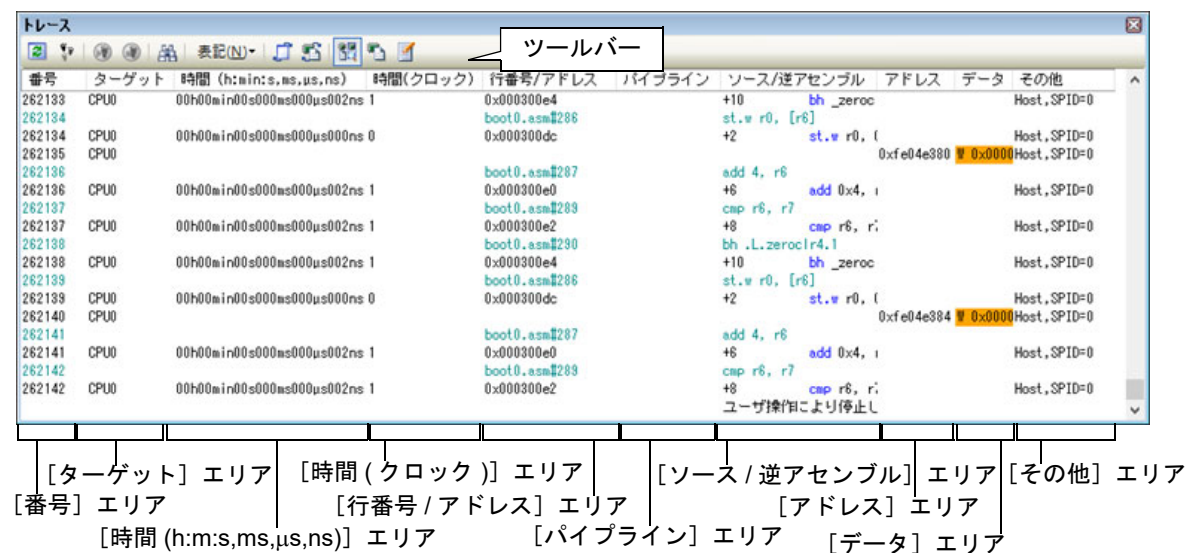 トレース
表記(N)
ツールバー
番号 ターゲット 時間 (h:min:s,ms,μs,ns) 時間(クロック) 行番号/アドレス パイプライン ソース/逆アセンブル アドレス データ その他
262133 CPU0 00h00min00s000ms000μs002ns 1 0x000300e4 +10 bh _zeroc Host,SPID=0
262134 boot0.asm#286 st.w r0, [r6]
262134 CPU0 00h00min00s000ms000μs000ns 0 0x000300dc +2 st.w r0, Host,SPID=0
262135 CPU0 0xfe04e380 W 0x0000 Host,SPID=0
262136 boot0.asm#287 add 4, r6
262136 CPU0 00h00min00s000ms000μs002ns 1 0x000300e0 +6 add 0x4, Host,SPID=0
262137 boot0.asm#289 cmp r6, r7
262137 CPU0 00h00min00s000ms000μs002ns 1 0x000300e2 +8 cmp r6, Host,SPID=0
262138 boot0.asm#290 bh .L.zeroclr4.1
262138 CPU0 00h00min00s000ms000μs002ns 1 0x000300e4 +10 bh _zeroc Host,SPID=0
262139 boot0.asm#286 st.w r0, [r6]
262139 CPU0 00h00min00s000ms000μs000ns 0 0x000300dc +2 st.w r0, Host,SPID=0
262140 CPU0 0xfe04e384 W 0x0000 Host,SPID=0
262141 boot0.asm#287 add 4, r6
262141 CPU0 00h00min00s000ms000μs002ns 1 0x000300e0 +6 add 0x4, Host,SPID=0
262142 boot0.asm#289 cmp r6, r7
262142 CPU0 00h00min00s000ms000μs002ns 1 0x000300e2 +8 cmp r6, Host,SPID=0
ユーザ操作により停止し
［ターゲット］エリア ［時間 ( クロック )］エリア ［ソース / 逆アセンブル］エリア ［その他］エリア
［番号］エリア ［行番号 / アドレス］エリア ［アドレス］エリア
［時間 (h:m:s,ms,μs,ns)］エリア ［パイプライン］エリア ［データ］エリア